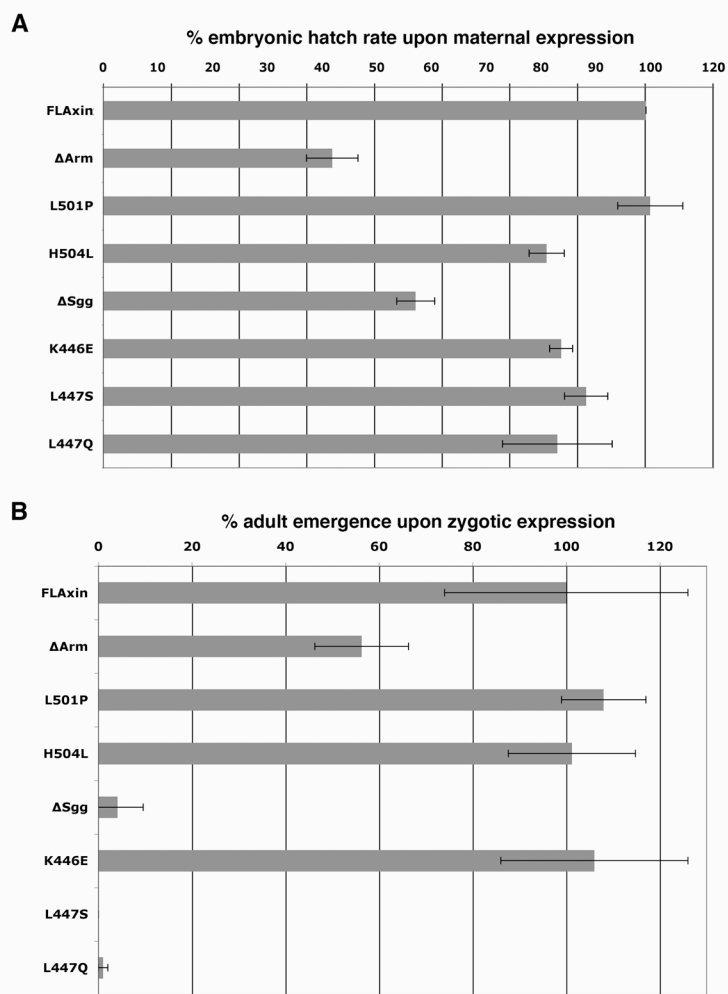 A
% embryonic hatch rate upon maternal expression
0 10 20 30 40 50 60 70 80 90 100 120
FLAxin
ΔArm
L501P
H504L
ΔSgg
K446E
L447S
L447Q
B
% adult emergence upon zygotic expression
0 20 40 60 80 100 120
FLAxin
ΔArm
L501P
H504L
ΔSgg
K446E
L447S
L447Q